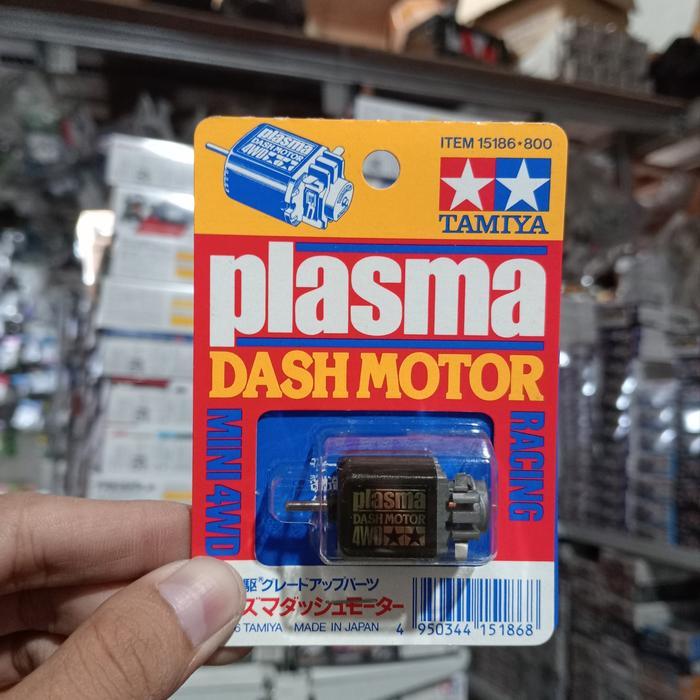 ITEM 15186・800
plasma
DASH MOTOR
4WD
TAMIYA
plasma
DASH MOTOR
MINI 4WD
RACING
plasma
DASH MOTOR
4WD
駆®グレードアップパーツ
ズマダッシュモーター
6 TAMIYA MADE IN JAPAN
4 950344 151868